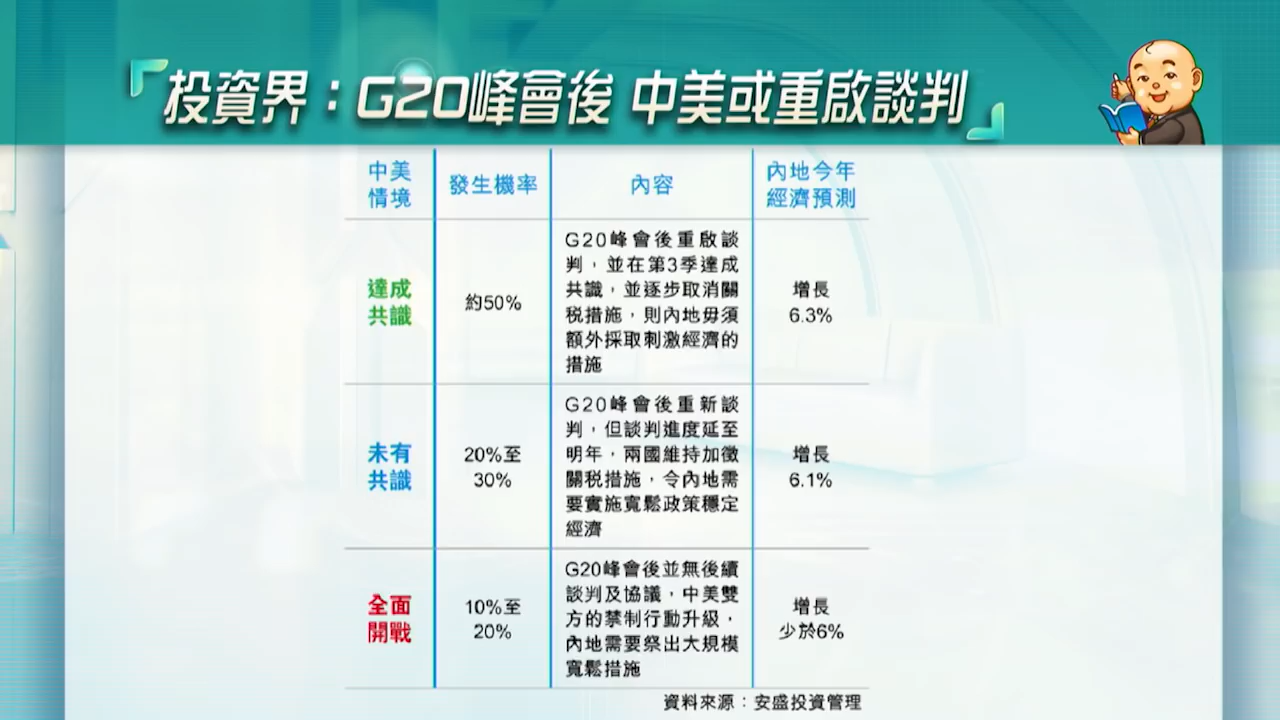 投資界：G20峰會後 中美或重啟談判
中美
情境
發生機率
內容
內地今年
經濟預測
達成
共識
約50%
G20峰會後重啟談
判，並在第3季達成
共識，並逐步取消關
稅措施，則內地毋須
額外採取刺激經濟的
措施
增長
6.3%
未有
共識
20%至
30%
G20峰會後重新談
判，但談判進度延至
明年，兩國維持加徵
關稅措施，令內地需
要實施寬鬆政策穩定
經濟
增長
6.1%
全面
開戰
10%至
20%
G20峰會後並無後續
談判及協議，中美雙
方的禁制行動升級，
內地需要祭出大規模
寬鬆措施
增長
少於6%
資料來源：安盛投資管理